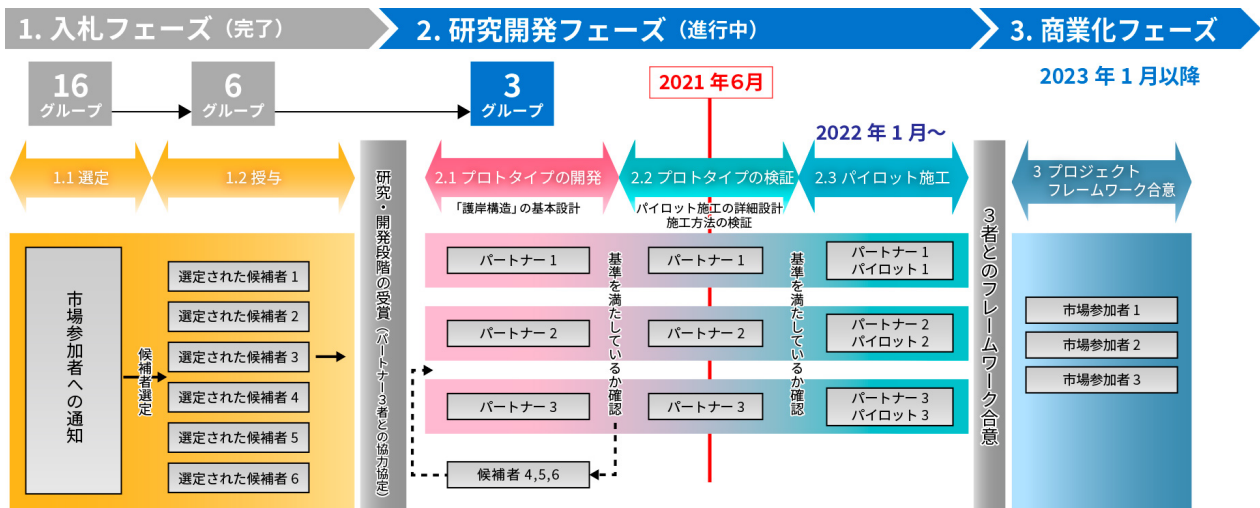 1. 入札フェーズ（完了）
2. 研究開発フェーズ（進行中）
3. 商業化フェーズ
16
グループ
6
グループ
3
グループ
2021 年6月
2023 年 1 月以降
2022 年 1 月～
1.1 選定
1.2 授与
2.1 プロトタイプの開発
2.2 プロトタイプの検証
2.3 パイロット施工
3 プロジェクト
フレームワーク合意
「護岸構造」の基本設計
パイロット施工の詳細設計
施工方法の検証
市場参加者への通知
候補者選定
選定された候補者 1
選定された候補者 2
選定された候補者 3
選定された候補者 4
選定された候補者 5
選定された候補者 6
研究・開発段階の受賞（パートナー3者との協力協定）
パートナー 1
パートナー 2
パートナー 3
候補者 4,5,6
基準を満たしているか確認
パートナー 1
パートナー 2
パートナー 3
基準を満たしているか確認
パートナー 1
パイロット 1
パートナー 2
パイロット 2
パートナー 3
パイロット 3
3者とのフレームワーク合意
市場参加者 1
市場参加者 2
市場参加者 3